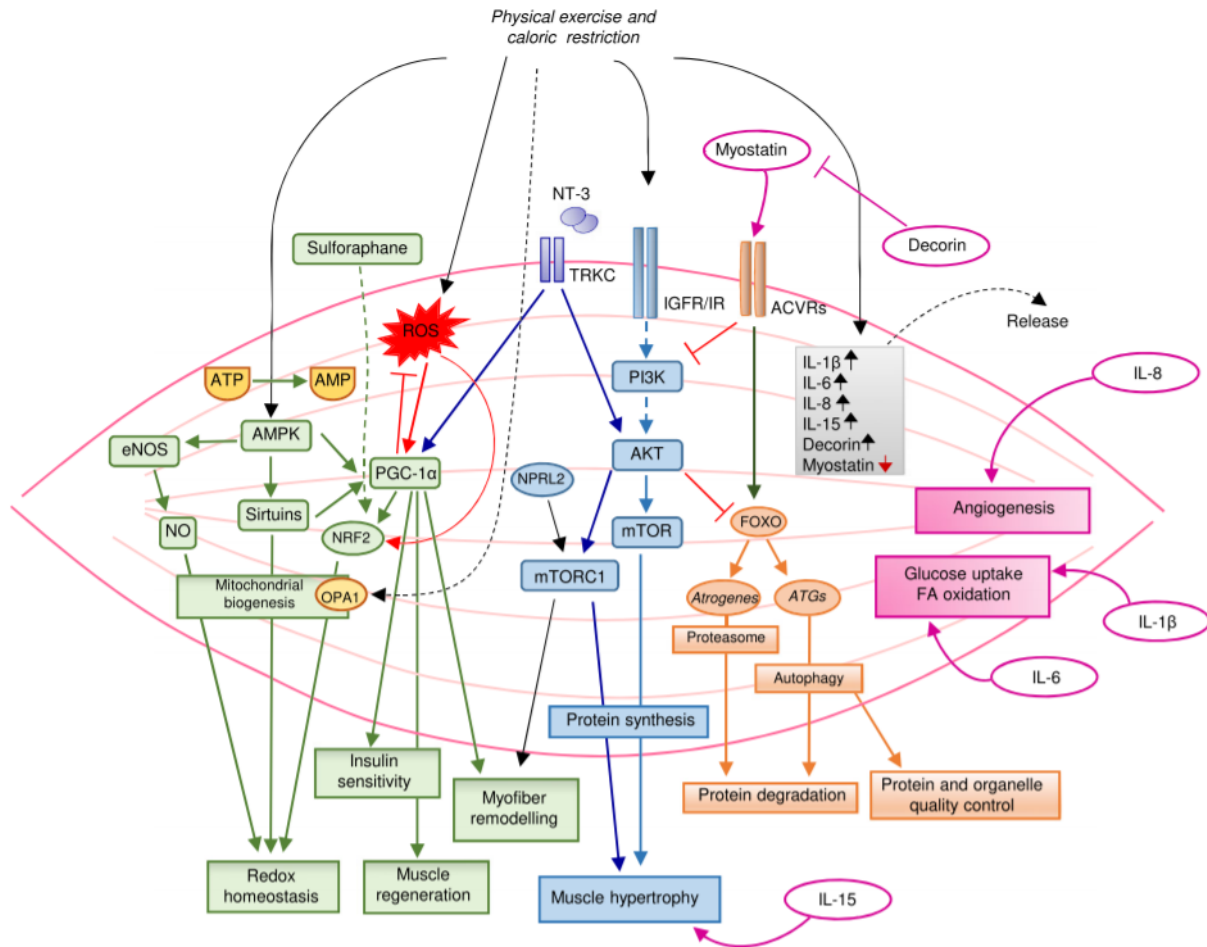 Physical exercise and
caloric restriction
Myostatin
NT-3
Decorin
Sulforaphane
TRKC
IGFR/IR
ACVRs
Release
ROS
IL-1β
IL-6
IL-8
IL-15
Decorin
Myostatin
IL-8
ATP
AMP
PI3K
eNOS
AMPK
AKT
PGC-1α
NPRL2
Angiogenesis
Sirtuins
NO
NRF2
mTOR
FOXO
mTORC1
Glucose uptake
FA oxidation
Mitochondrial
biogenesis
OPA1
Atrogenes
ATGs
IL-1β
Proteasome
IL-6
Autophagy
Protein synthesis
Insulin
sensitivity
Myofiber
remodelling
Protein degradation
Protein and organelle
quality control
Redox
homeostasis
Muscle
regeneration
Muscle hypertrophy
IL-15